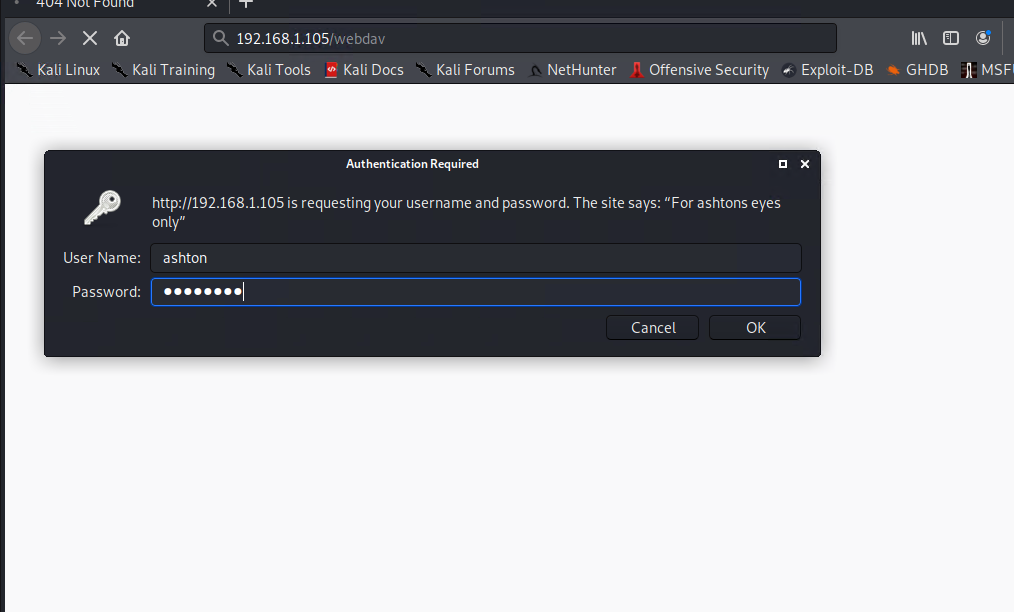 404 Not Found
192.168.1.105/webdav
Kali Linux Kali Training Kali Tools Kali Docs Kali Forums NetHunter Offensive Security Exploit-DB GHDB MSFU
Authentication Required
http://192.168.1.105 is requesting your username and password. The site says: “For ashtons eyes
only”
User Name: ashton
Password: ••••••••
Cancel OK